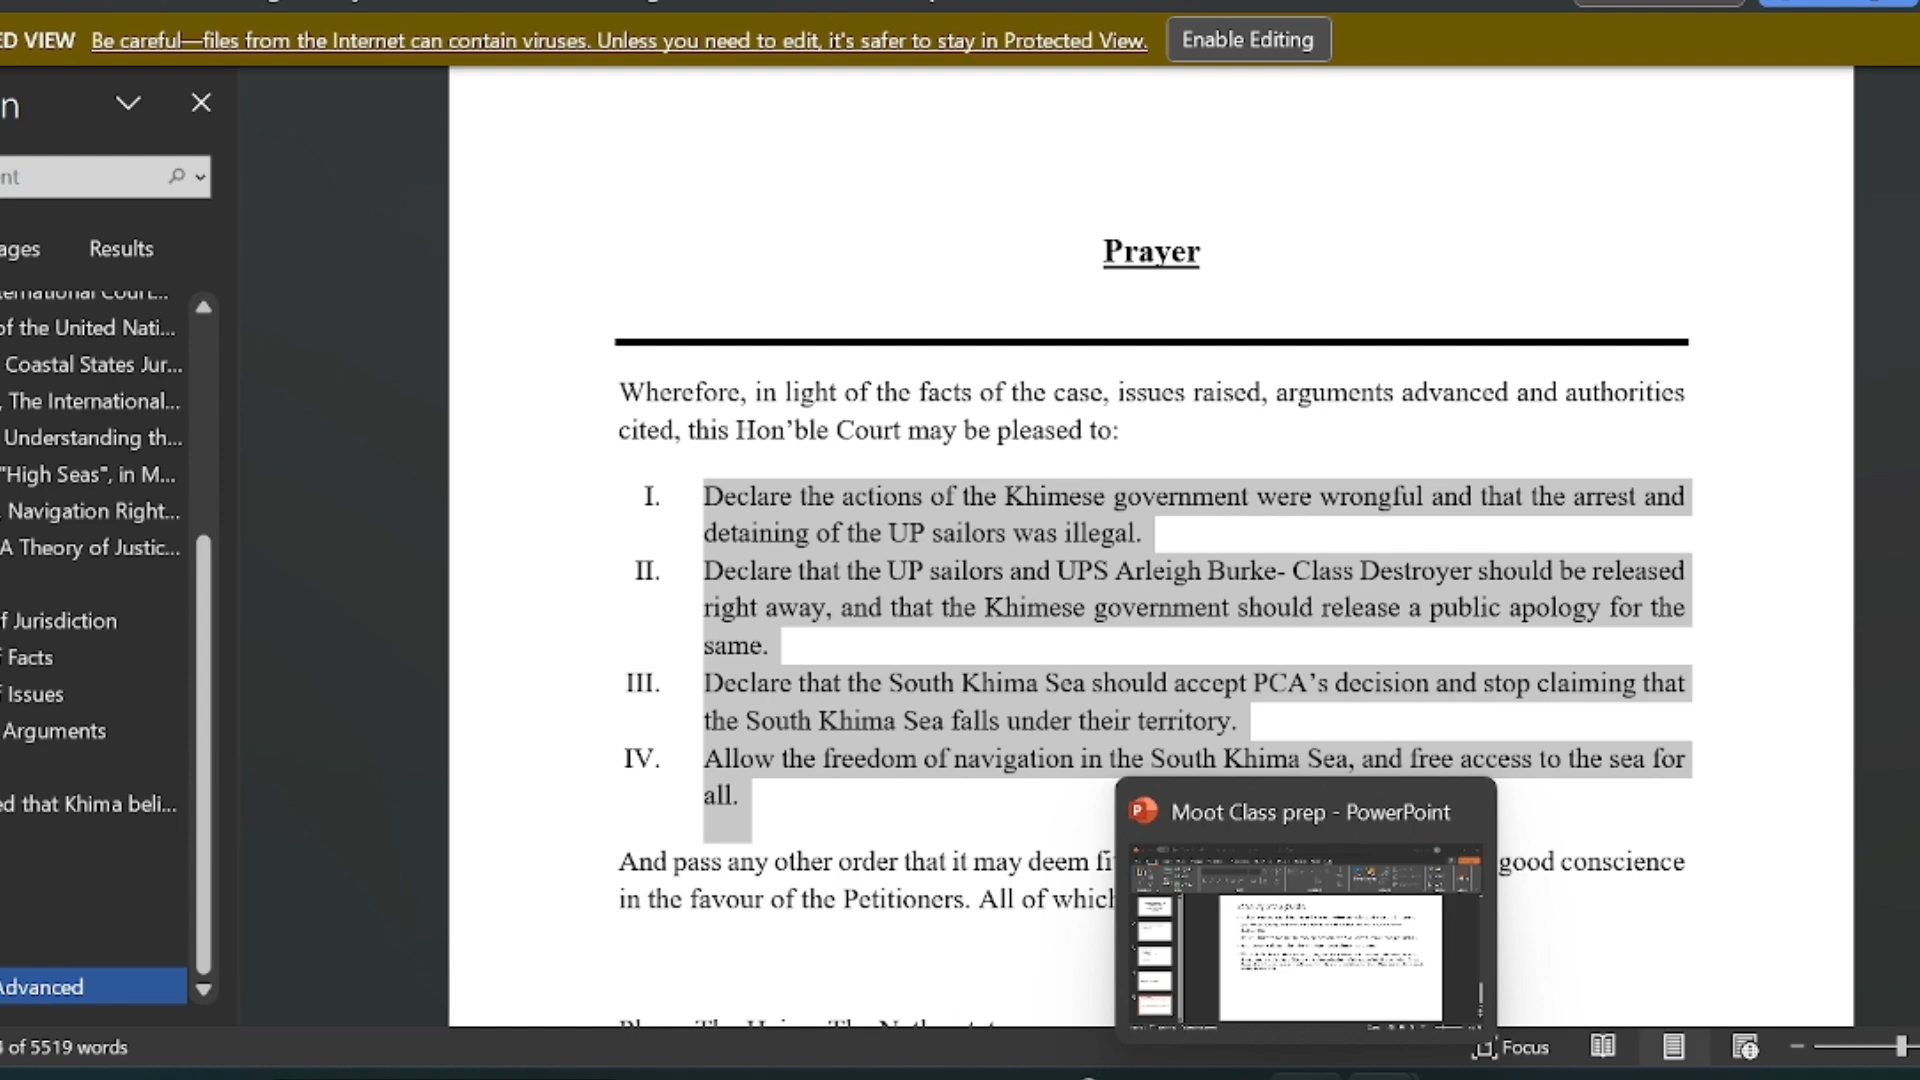 ED VIEW Be careful—files from the Internet can contain viruses. Unless you need to edit, it's safer to stay in Protected View. Enable Editing
n
nt
ages Results
of the United Nati...
Coastal States Jur...
, The International...
Understanding th...
"High Seas", in M...
Navigation Right...
A Theory of Justic...
f Jurisdiction
f Facts
f Issues
Arguments
ed that Khima beli...
Advanced
Prayer
Wherefore, in light of the facts of the case, issues raised, arguments advanced and authorities
cited, this Hon'ble Court may be pleased to:
I. Declare the actions of the Khimese government were wrongful and that the arrest and
detaining of the UP sailors was illegal.
II. Declare that the UP sailors and UPS Arleigh Burke- Class Destroyer should be released
right away, and that the Khimese government should release a public apology for the
same.
III. Declare that the South Khima Sea should accept PCA's decision and stop claiming that
the South Khima Sea falls under their territory.
IV. Allow the freedom of navigation in the South Khima Sea, and free access to the sea for
all.
Moot Class prep - PowerPoint
And pass any other order that it may deem fi good conscience
in the favour of the Petitioners. All of which
of 5519 words
Focus